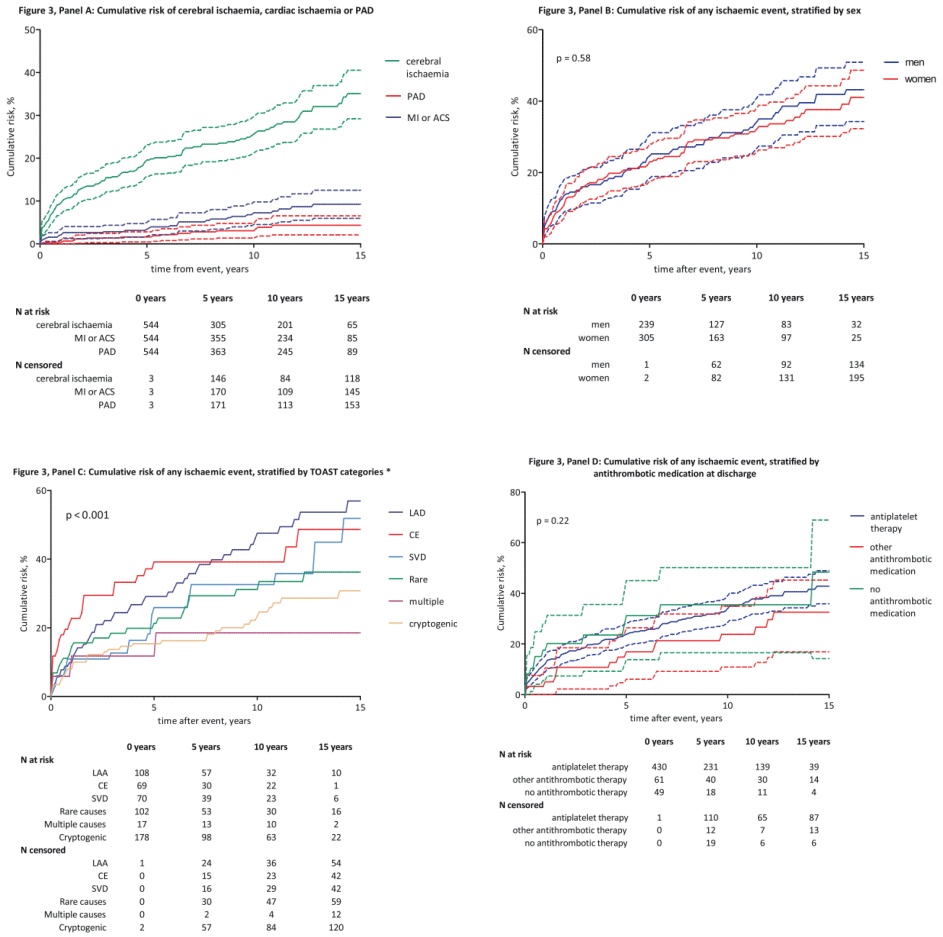 Figure 3, Panel A: Cumulative risk of cerebral ischaemia, cardiac ischaemia or PAD
50
40
30
20
10
0
Cumulative risk, %
0 5 10 15
time from event, years
cerebral
ischaemia
PAD
MI or ACS
0 years 5 years 10 years 15 years
N at risk
cerebral ischaemia 544 305 201 65
MI or ACS 544 355 234 85
PAD 544 363 245 89
N censored
cerebral ischaemia 3 146 84 118
MI or ACS 3 170 109 145
PAD 3 171 113 153
Figure 3, Panel B: Cumulative risk of any ischaemic event, stratified by sex
60
40
20
0
Cumulative risk, %
p = 0.58
0 5 10 15
time after event, years
men
women
0 years 5 years 10 years 15 years
N at risk
men 239 127 83 32
women 305 163 97 25
N censored
men 1 62 92 134
women 2 82 131 195
Figure 3, Panel C: Cumulative risk of any ischaemic event, stratified by TOAST categories *
60
40
20
0
Cumulative risk, %
p < 0.001
0 5 10 15
time after event, years
LAD
CE
SVD
Rare
multiple
cryptogenic
0 years 5 years 10 years 15 years
N at risk
LAA 108 57 32 10
CE 69 30 22 1
SVD 70 39 23 6
Rare causes 102 53 30 16
Multiple causes 17 13 10 2
Cryptogenic 178 98 63 22
N censored
LAA 1 24 36 54
CE 0 15 23 42
SVD 0 16 29 42
Rare causes 0 30 47 59
Multiple causes 0 2 4 12
Cryptogenic 2 57 84 120
Figure 3, Panel D: Cumulative risk of any ischaemic event, stratified by
antithrombotic medication at discharge
80
60
40
20
0
Cumulative risk, %
p = 0.22
0 5 10 15
time after event, years
antiplatelet
therapy
other
antithrombotic
medication
no
antithrombotic
medication
0 years 5 years 10 years 15 years
N at risk
antiplatelet therapy 430 231 139 39
other antithrombotic therapy 61 40 30 14
no antithrombotic therapy 49 18 11 4
N censored
antiplatelet therapy 1 110 65 87
other antithrombotic therapy 0 12 7 13
no antithrombotic therapy 0 19 6 6